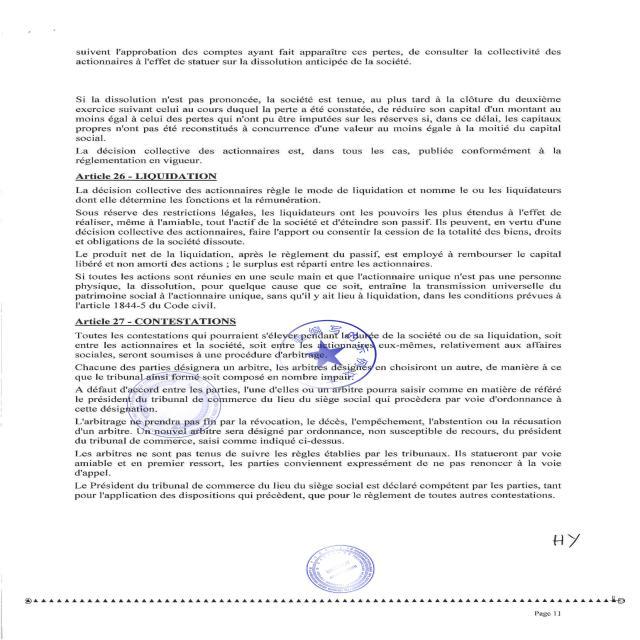 suivent l'approbation des comptes ayant fait apparaître ces pertes, de consulter la collectivité des
actionnaires à l'effet de statuer sur la dissolution anticipée de la société.
Si la dissolution n'est pas prononcée, la société est tenue, au plus tard à la clôture du deuxième
exercice suivant celui au cours duquel la perte a été constatée, de réduire son capital d'un montant au
moins égal à celui des pertes qui n'ont pu être imputées sur les réserves si, dans ce délai, les capitaux
propres n'ont pas été reconstitués à concurrence d'une valeur au moins égale à la moitié du capital
social.
La décision collective des actionnaires est, dans tous les cas, publiée conformément à la
réglementation en vigueur.
Article 26 - LIQUIDATION
La décision collective des actionnaires règle le mode de liquidation et nomme le ou les liquidateurs
dont elle détermine les fonctions et la rémunération.
Sous réserve des restrictions légales, les liquidateurs ont les pouvoirs les plus étendus à l'effet de
réaliser, même à l'amiable, tout l'actif de la société et d'éteindre son passif. Ils peuvent, en vertu d'une
décision collective des actionnaires, faire l'apport ou consentir la cession de la totalité des biens, droits
et obligations de la société dissoute.
Le produit net de la liquidation, après le règlement du passif, est employé à rembourser le capital
libéré et non amorti des actions ; le surplus est réparti entre les actionnaires.
Si toutes les actions sont réunies en une seule main et que l'actionnaire unique n'est pas une personne
physique, la dissolution, pour quelque cause que ce soit, entraîne la transmission universelle du
patrimoine social à l'actionnaire unique, sans qu'il y ait lieu à liquidation, dans les conditions prévues à
l'article 1844-5 du Code civil.
Article 27 - CONTESTATIONS
Toutes les contestations qui pourraient s'élever pendant la durée de la société ou de sa liquidation, soit
entre les actionnaires et la société, soit entre les actionnaires eux-mêmes, relativement aux affaires
sociales, seront soumises à une procédure d'arbitrage.
Chacune des parties désignera un arbitre, les arbitres désignés en choisiront un autre, de manière à ce
que le tribunal ainsi formé soit composé en nombre impair.
A défaut d'accord entre les parties, l'une d'elles ou un arbitre pourra saisir comme en matière de référé
le président du tribunal de commerce du lieu du siège social qui procèdera par voie d'ordonnance à
cette désignation.
L'arbitrage ne prendra pas fin par la révocation, le décès, l'empêchement, l'abstention ou la récusation
d'un arbitre. Un nouvel arbitre sera désigné par ordonnance, non susceptible de recours, du président
du tribunal de commerce, saisi comme indiqué ci-dessus.
Les arbitres ne sont pas tenus de suivre les règles établies par les tribunaux. Ils statueront par voie
amiable et en premier ressort, les parties conviennent expressément de ne pas renoncer à la voie
d'appel.
Le Président du tribunal de commerce du lieu du siège social est déclaré compétent par les parties, tant
pour l'application des dispositions qui précèdent, que pour le règlement de toutes autres contestations.
HY
Page 11